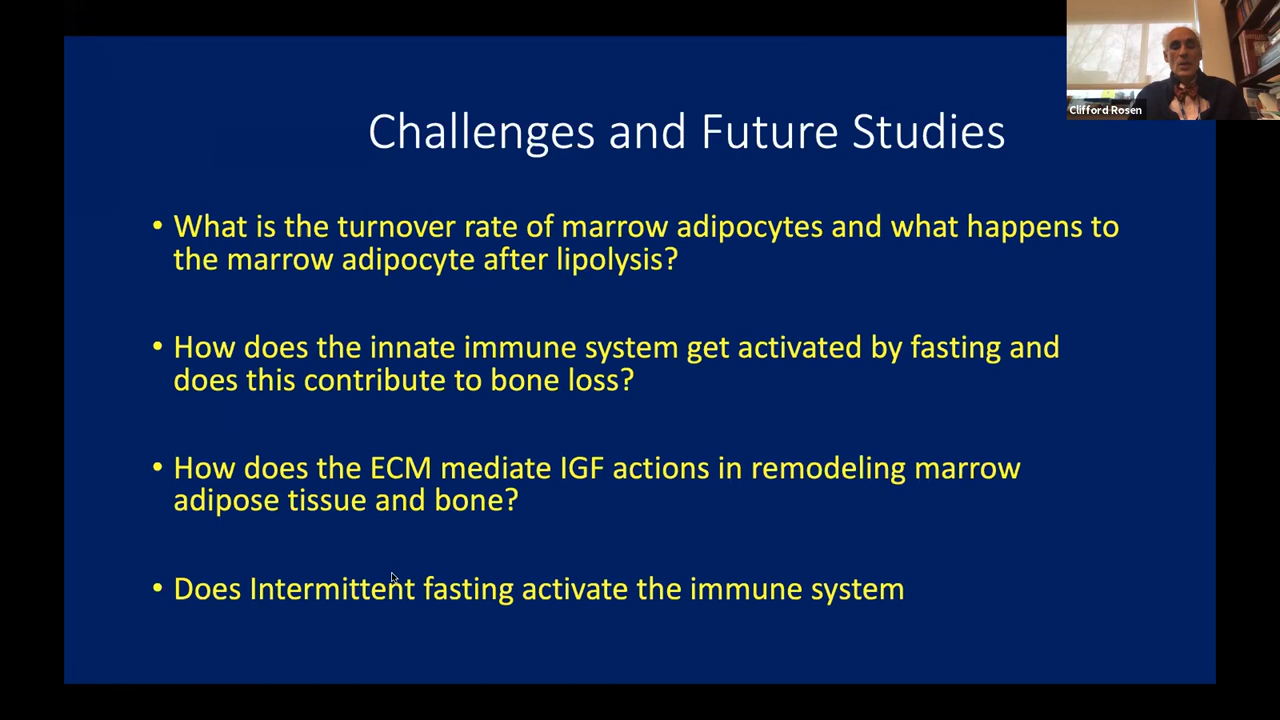 Clifford Rosen
Challenges and Future Studies
• What is the turnover rate of marrow adipocytes and what happens to
the marrow adipocyte after lipolysis?
• How does the innate immune system get activated by fasting and
does this contribute to bone loss?
• How does the ECM mediate IGF actions in remodeling marrow
adipose tissue and bone?
• Does Intermittent fasting activate the immune system